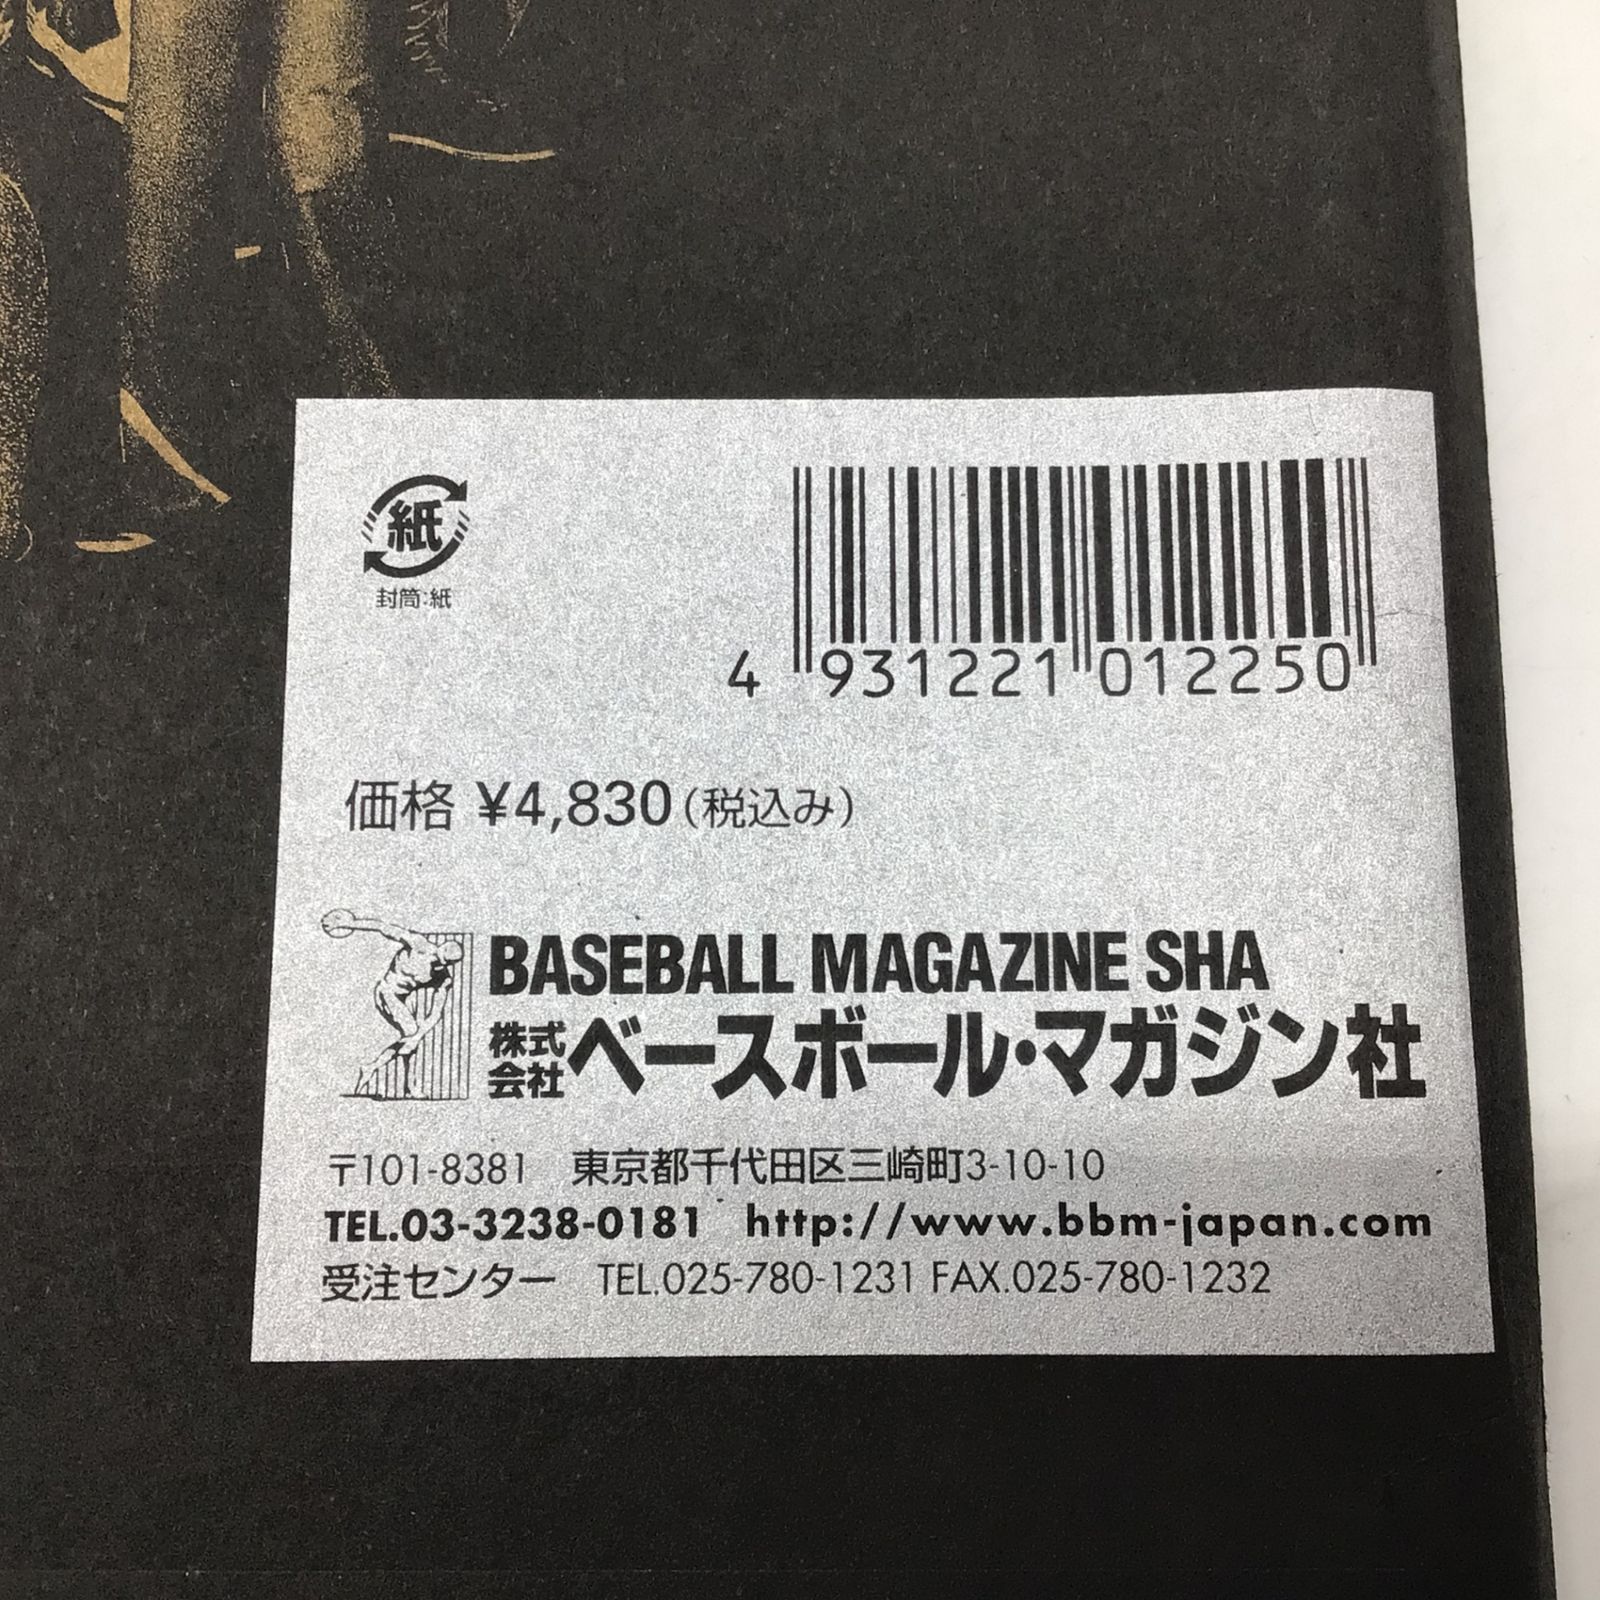 紙
封筒:紙
4 931221 012250
価格 ¥4,830(税込み)
BASEBALL MAGAZINE SHA
株式会社ベースボール・マガジン社
〒101-8381 東京都千代田区三崎町3-10-10
TEL.03-3238-0181 http://www.bbm-japan.com
受注センター TEL.025-780-1231 FAX.025-780-1232